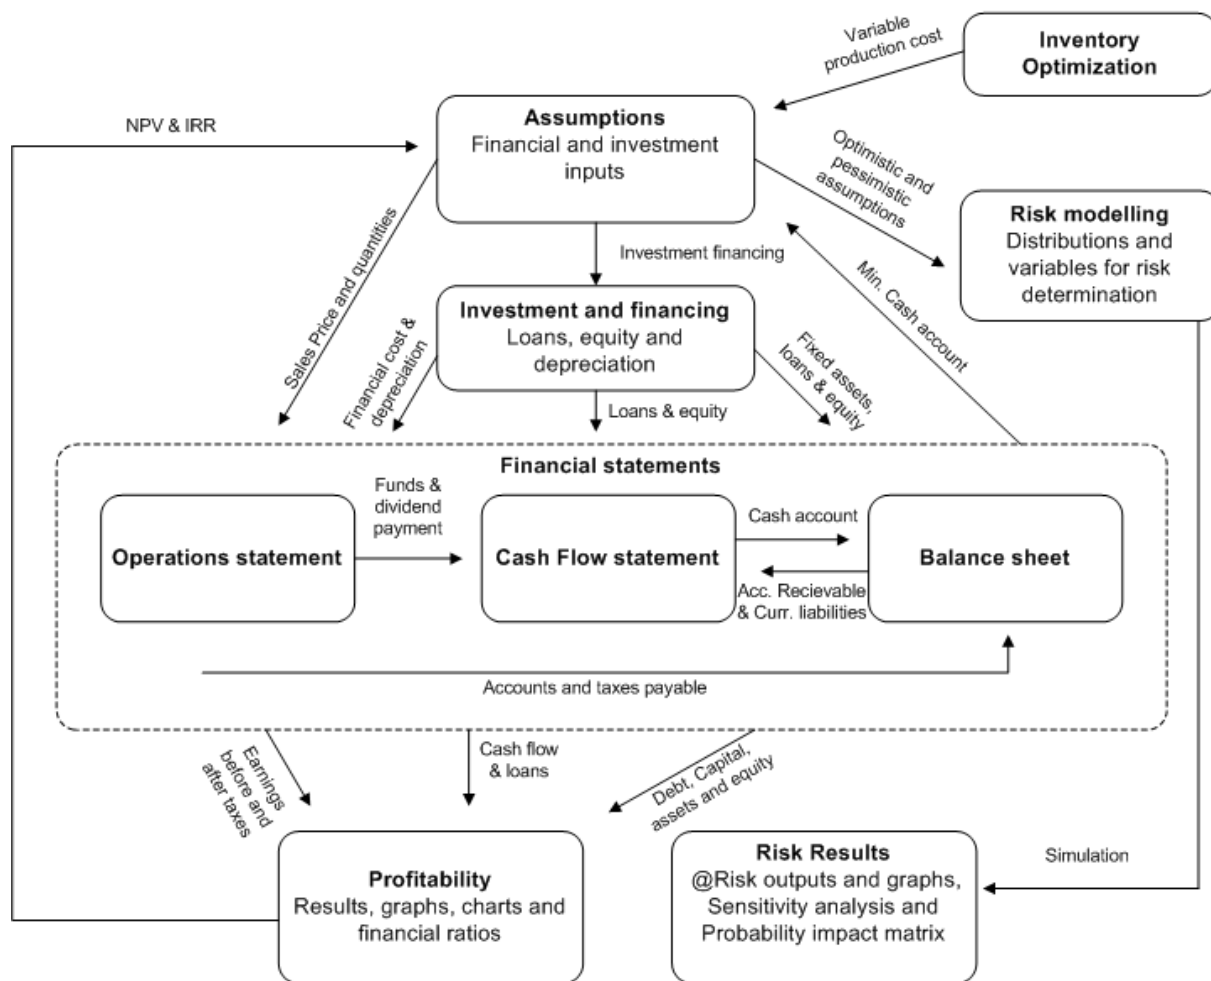 Variable
production cost
Inventory
Optimization
NPV & IRR
Assumptions
Financial and investment
inputs
Optimistic and
pessimistic
assumptions
Risk modelling
Distributions and
variables for risk
determination
Sales Price and quantities
Investment financing
Min. Cash account
Investment and financing
Loans, equity and
depreciation
Financial cost &
depreciation
Loans & equity
Fixed assets,
loans & equity
Financial statements
Funds &
dividend
payment
Operations statement
Cash Flow statement
Cash account
Acc. Recievable
& Curr. liabilities
Balance sheet
Accounts and taxes payable
Earnings
before and
after taxes
Cash flow
& loans
Debt, Capital,
assets and equity
Profitability
Results, graphs, charts and
financial ratios
Risk Results
@Risk outputs and graphs,
Sensitivity analysis and
Probability impact matrix
Simulation